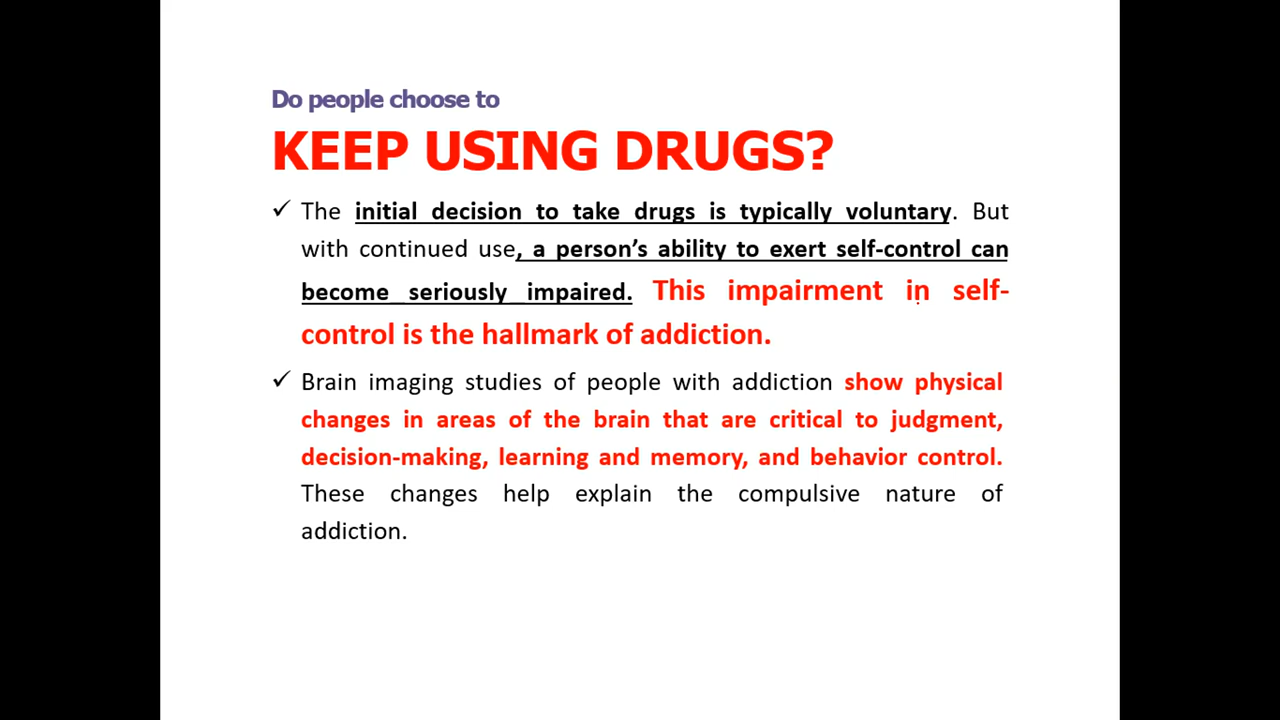 Do people choose to
KEEP USING DRUGS?
✓ The initial decision to take drugs is typically voluntary. But
with continued use, a person’s ability to exert self-control can
become seriously impaired. This impairment in self-
control is the hallmark of addiction.
✓ Brain imaging studies of people with addiction show physical
changes in areas of the brain that are critical to judgment,
decision-making, learning and memory, and behavior control.
These changes help explain the compulsive nature of
addiction.